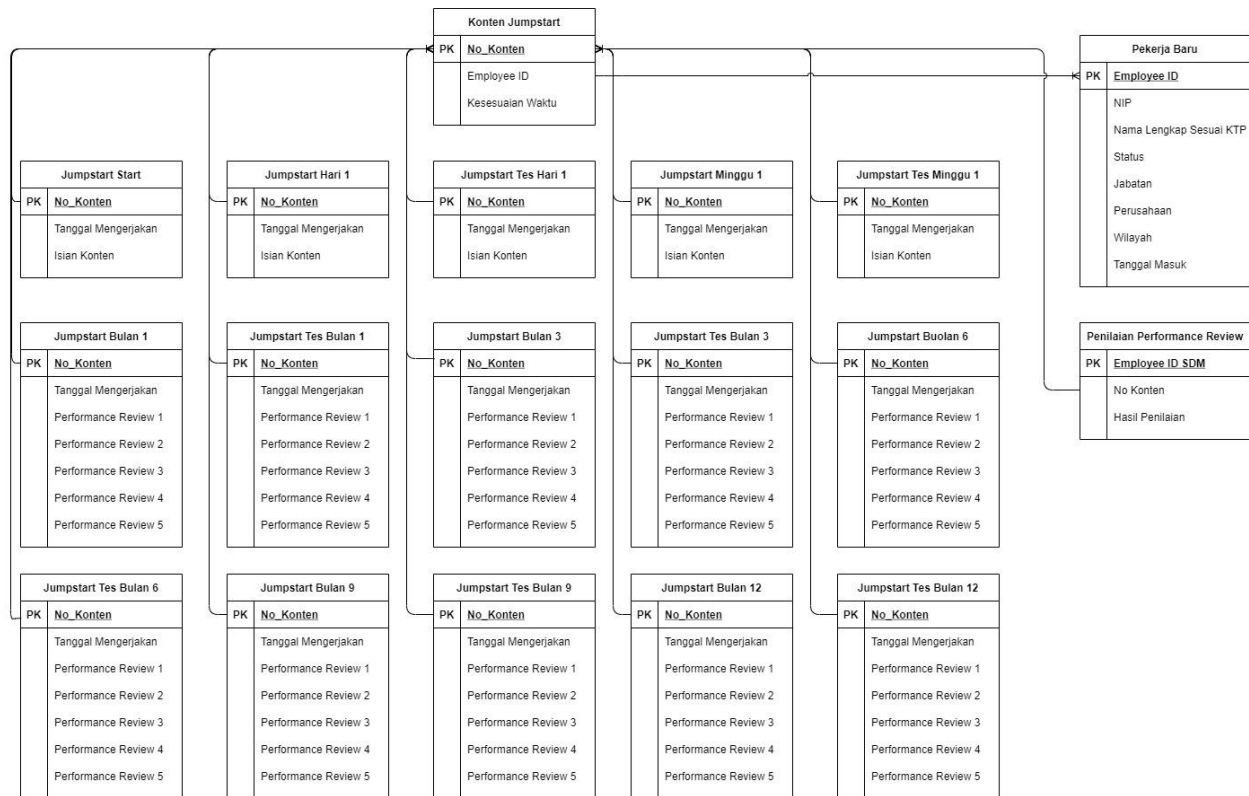 Konten Jumpstart
PK No_Konten
Employee ID
Kesesuaian Waktu
Pekerja Baru
PK Employee ID
NIP
Nama Lengkap Sesuai KTP
Status
Jabatan
Perusahaan
Wilayah
Tanggal Masuk
Jumpstart Start
PK No_Konten
Tanggal Mengerjakan
Isian Konten
Jumpstart Hari 1
PK No_Konten
Tanggal Mengerjakan
Isian Konten
Jumpstart Tes Hari 1
PK No_Konten
Tanggal Mengerjakan
Isian Konten
Jumpstart Minggu 1
PK No_Konten
Tanggal Mengerjakan
Isian Konten
Jumpstart Tes Minggu 1
PK No_Konten
Tanggal Mengerjakan
Isian Konten
Jumpstart Bulan 1
PK No_Konten
Tanggal Mengerjakan
Performance Review 1
Performance Review 2
Performance Review 3
Performance Review 4
Performance Review 5
Jumpstart Tes Bulan 1
PK No_Konten
Tanggal Mengerjakan
Performance Review 1
Performance Review 2
Performance Review 3
Performance Review 4
Performance Review 5
Jumpstart Bulan 3
PK No_Konten
Tanggal Mengerjakan
Performance Review 1
Performance Review 2
Performance Review 3
Performance Review 4
Performance Review 5
Jumpstart Tes Bulan 3
PK No_Konten
Tanggal Mengerjakan
Performance Review 1
Performance Review 2
Performance Review 3
Performance Review 4
Performance Review 5
Jumpstart Buolan 6
PK No_Konten
Tanggal Mengerjakan
Performance Review 1
Performance Review 2
Performance Review 3
Performance Review 4
Performance Review 5
Penilaian Performance Review
PK Employee ID SDM
No Konten
Hasil Penilaian
Jumpstart Tes Bulan 6
PK No_Konten
Tanggal Mengerjakan
Performance Review 1
Performance Review 2
Performance Review 3
Performance Review 4
Performance Review 5
Jumpstart Bulan 9
PK No_Konten
Tanggal Mengerjakan
Performance Review 1
Performance Review 2
Performance Review 3
Performance Review 4
Performance Review 5
Jumpstart Tes Bulan 9
PK No_Konten
Tanggal Mengerjakan
Performance Review 1
Performance Review 2
Performance Review 3
Performance Review 4
Performance Review 5
Jumpstart Bulan 12
PK No_Konten
Tanggal Mengerjakan
Performance Review 1
Performance Review 2
Performance Review 3
Performance Review 4
Performance Review 5
Jumpstart Tes Bulan 12
PK No_Konten
Tanggal Mengerjakan
Performance Review 1
Performance Review 2
Performance Review 3
Performance Review 4
Performance Review 5